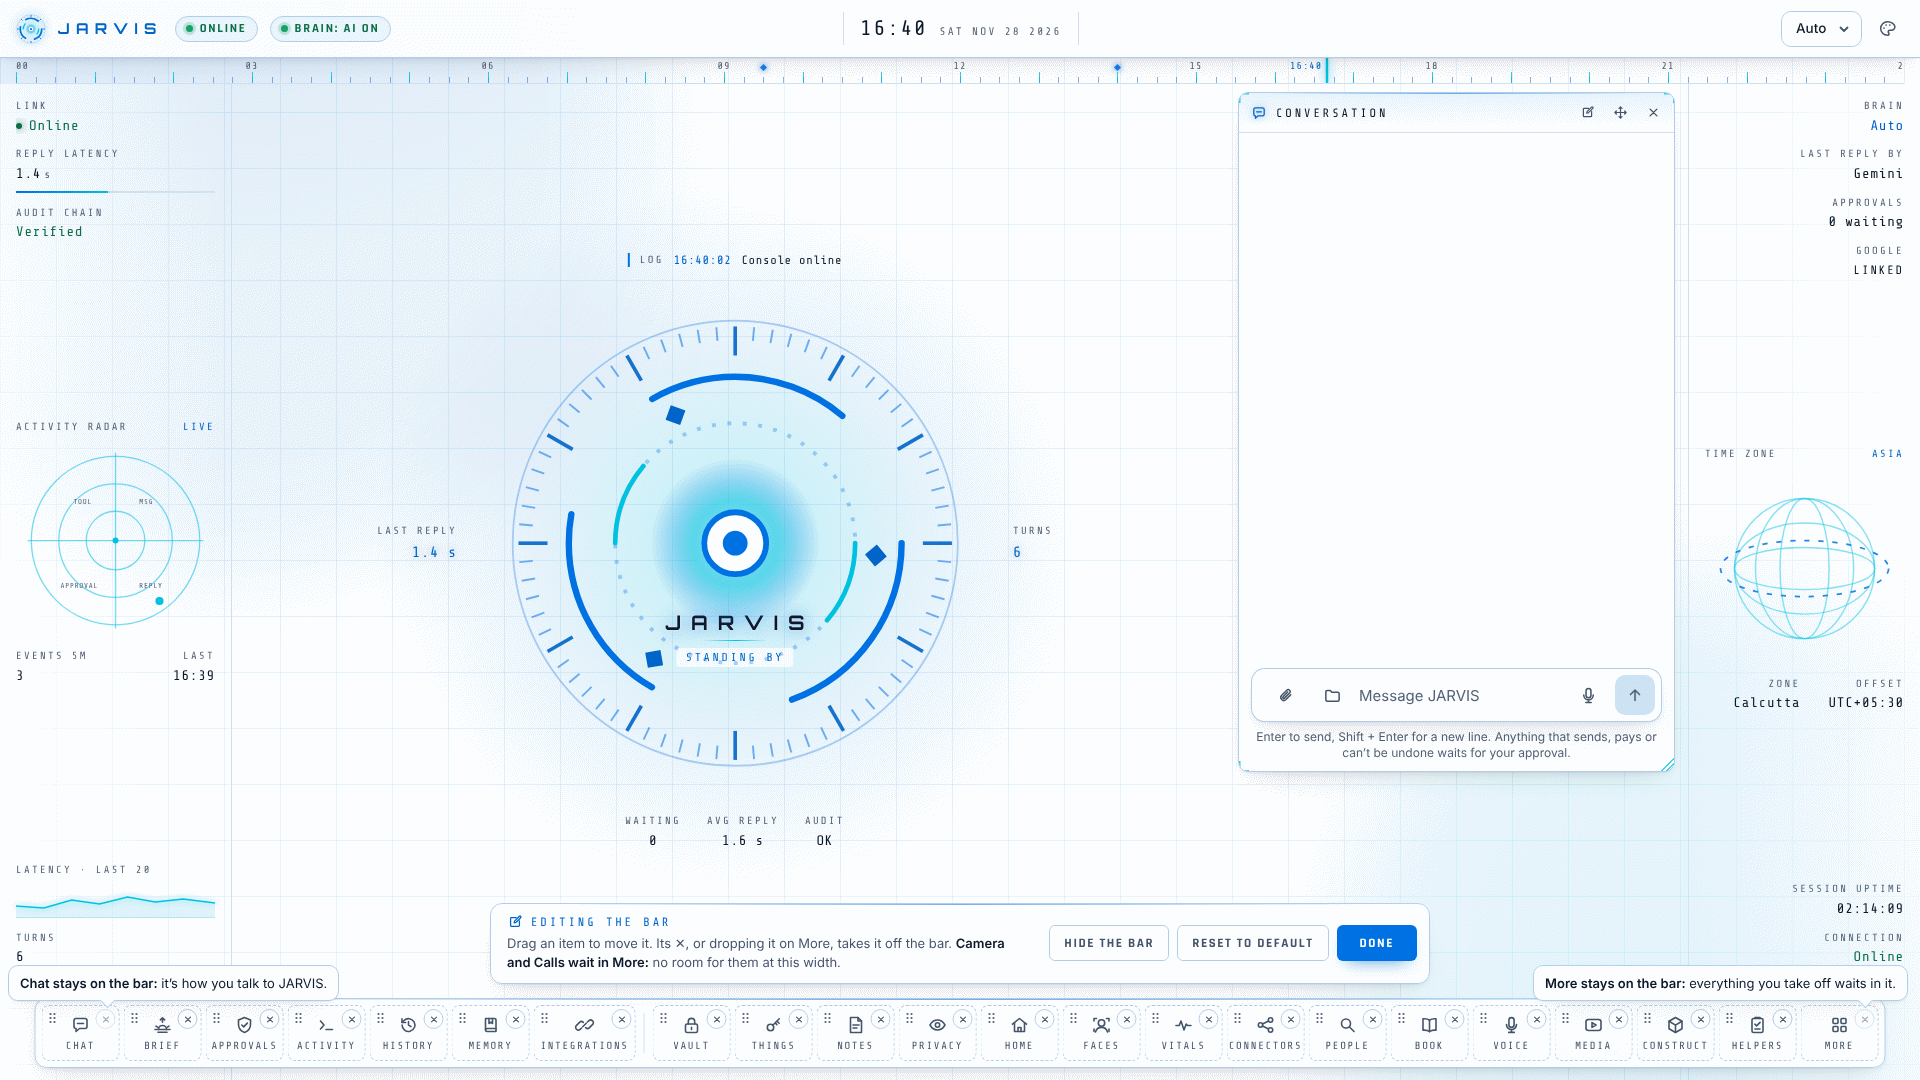 JARVIS
ONLINE
BRAIN: AI ON
16:40 SAT NOV 28 2026
Auto
00 03 06 09 12 15 16:40 18 21 2
LINK
Online
REPLY LATENCY
1.4 s
AUDIT CHAIN
Verified
LOG 16:40:02 Console online
CONVERSATION
BRAIN
Auto
LAST REPLY BY
Gemini
APPROVALS
0 waiting
GOOGLE
LINKED
ACTIVITY RADAR LIVE
TOOL MSG
APPROVAL REPLY
EVENTS 5M LAST
3 16:39
LAST REPLY
1.4 s
TURNS
6
JARVIS
STANDING BY
WAITING AVG REPLY AUDIT
0 1.6 s OK
Message JARVIS
Enter to send, Shift + Enter for a new line. Anything that sends, pays or
can’t be undone waits for your approval.
TIME ZONE ASIA
ZONE OFFSET
Calcutta UTC+05:30
LATENCY · LAST 20
TURNS
6
SESSION UPTIME
02:14:09
CONNECTION
Online
EDITING THE BAR
Drag an item to move it. Its ✕, or dropping it on More, takes it off the bar. Camera
and Calls wait in More: no room for them at this width.
HIDE THE BAR
RESET TO DEFAULT
DONE
Chat stays on the bar: it’s how you talk to JARVIS.
More stays on the bar: everything you take off waits in it.
CHAT BRIEF APPROVALS ACTIVITY HISTORY MEMORY INTEGRATIONS VAULT THINGS NOTES PRIVACY HOME FACES VITALS CONNECTORS PEOPLE BOOK VOICE MEDIA CONSTRUCT HELPERS MORE